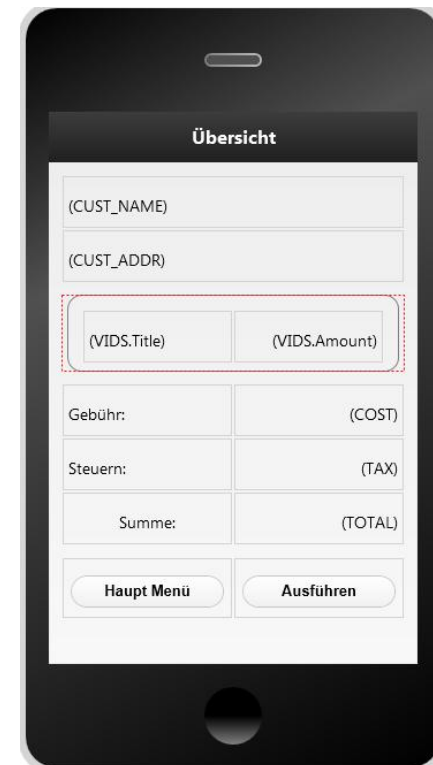 Übersicht
(CUST_NAME)
(CUST_ADDR)
(VIDS.Title) (VIDS.Amount)
Gebühr: (COST)
Steuern: (TAX)
Summe: (TOTAL)
Haupt Menü Ausführen